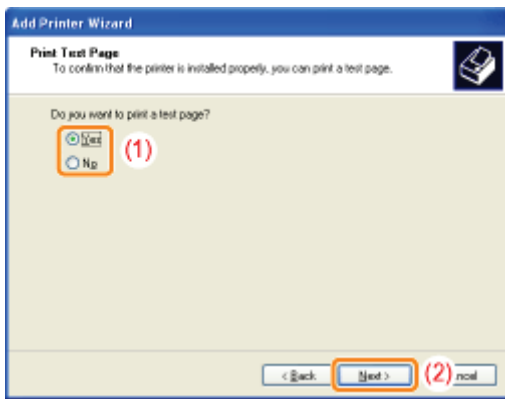 Add Printer Wizard
Print Test Page
To confirm that the printer is installed properly, you can print a test page.
Do you want to print a test page?
Yes
(1)
No
< Back
Next >
(2)
ncel